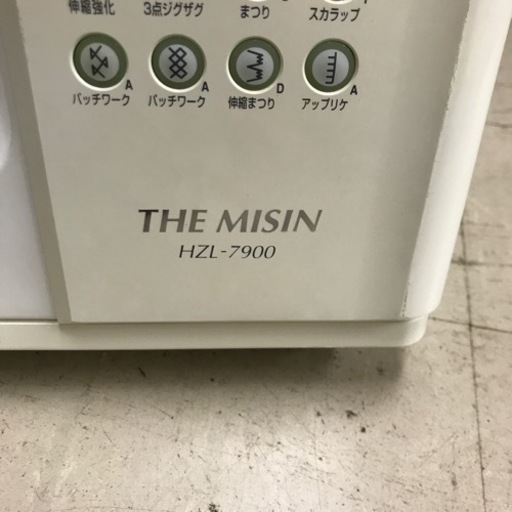 伸縮強化 3点ジグザグ まつり スカラップ
A A D A
パッチワーク パッチワーク 伸縮まつり アップリケ
THE MISIN
HZL-7900